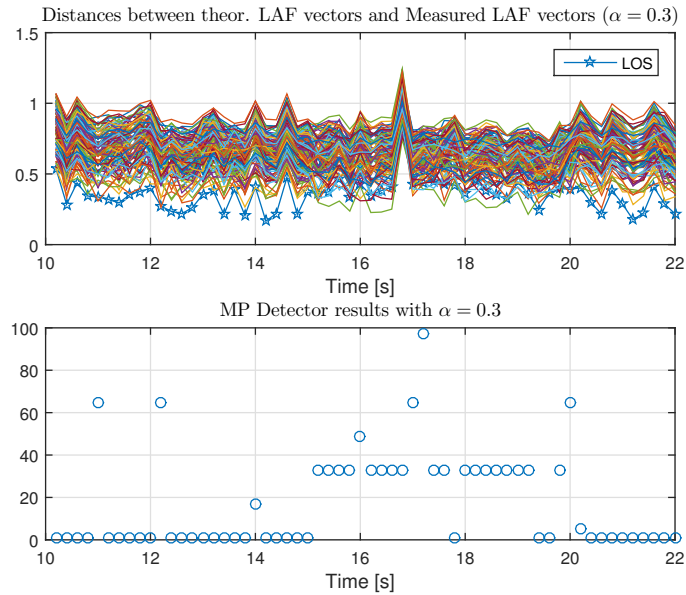 Distances between theor. LAF vectors and Measured LAF vectors (α = 0.3)
1.5
1
0.5
0
LOS
10 12 14 16 18 20 22
Time [s]
MP Detector results with α = 0.3
100
80
60
40
20
0
10 12 14 16 18 20 22
Time [s]